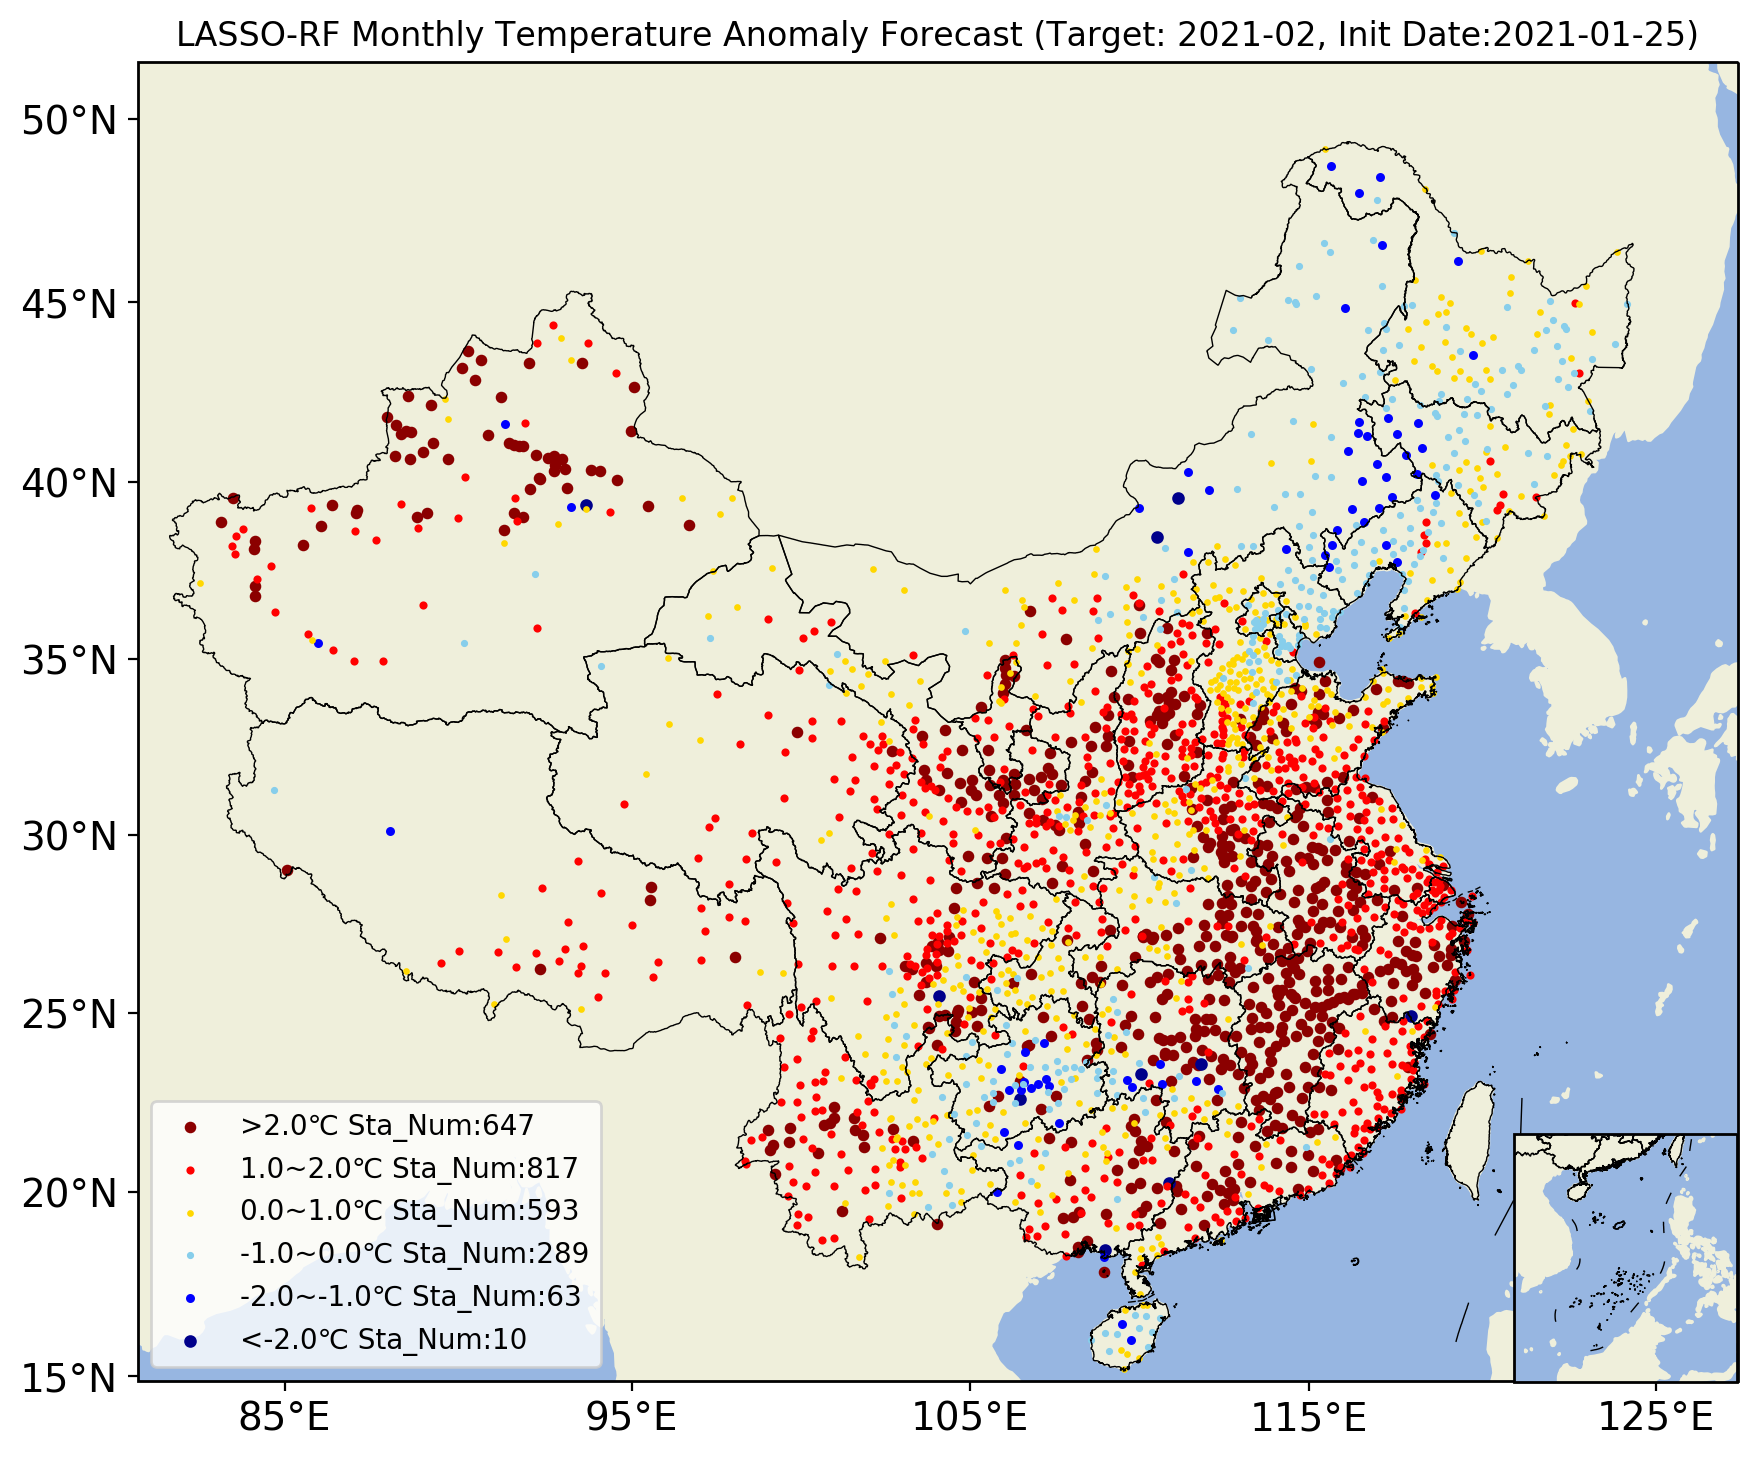 LASSO-RF Monthly Temperature Anomaly Forecast (Target: 2021-02, Init Date:2021-01-25)
50°N
45°N
40°N
35°N
30°N
25°N
20°N
15°N
>2.0℃ Sta_Num:647
1.0~2.0℃ Sta_Num:817
0.0~1.0℃ Sta_Num:593
-1.0~0.0℃ Sta_Num:289
-2.0~-1.0℃ Sta_Num:63
<-2.0℃ Sta_Num:10
85°E
95°E
105°E
115°E
125°E